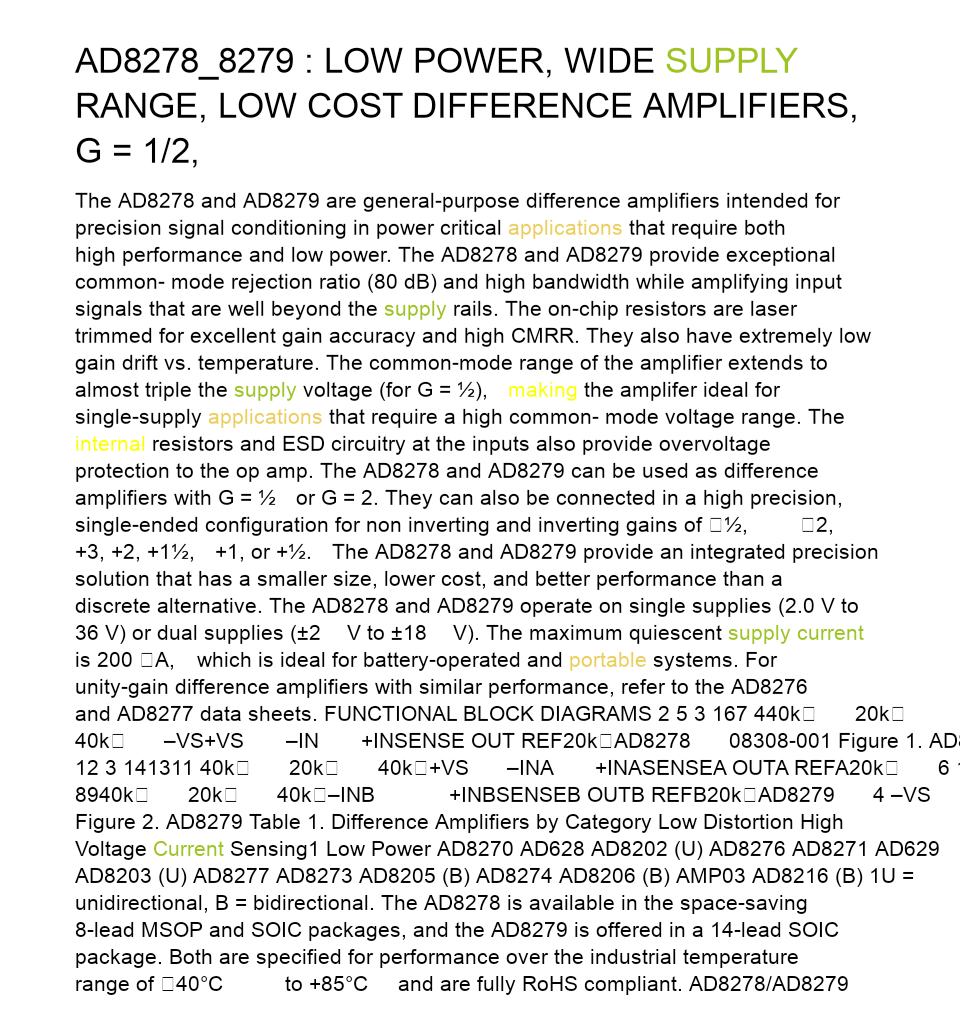 AD8278_8279 : LOW POWER, WIDE SUPPLY
RANGE, LOW COST DIFFERENCE AMPLIFIERS,
G = 1/2,
The AD8278 and AD8279 are general-purpose difference amplifiers intended for
precision signal conditioning in power critical applications that require both
high performance and low power. The AD8278 and AD8279 provide exceptional
common- mode rejection ratio (80 dB) and high bandwidth while amplifying input
signals that are well beyond the supply rails. The on-chip resistors are laser
trimmed for excellent gain accuracy and high CMRR. They also have extremely low
gain drift vs. temperature. The common-mode range of the amplifier extends to
almost triple the supply voltage (for G = ½), making the amplifer ideal for
single-supply applications that require a high common- mode voltage range. The
internal resistors and ESD circuitry at the inputs also provide overvoltage
protection to the op amp. The AD8278 and AD8279 can be used as difference
amplifiers with G = ½ or G = 2. They can also be connected in a high precision,
single-ended configuration for non inverting and inverting gains of □½, □2,
+3, +2, +1½, +1, or +½. The AD8278 and AD8279 provide an integrated precision
solution that has a smaller size, lower cost, and better performance than a
discrete alternative. The AD8278 and AD8279 operate on single supplies (2.0 V to
36 V) or dual supplies (±2 V to ±18 V). The maximum quiescent supply current
is 200 □A, which is ideal for battery-operated and portable systems. For
unity-gain difference amplifiers with similar performance, refer to the AD8276
and AD8277 data sheets. FUNCTIONAL BLOCK DIAGRAMS 2 5 3 167 440k□ 20k□
40k□ –VS+VS –IN +INSENSE OUT REF20k□AD8278 08308-001 Figure 1. AD8
12 3 141311 40k□ 20k□ 40k□+VS –INA +INASENSEA OUTA REFA20k□ 6
8940k□ 20k□ 40k□–INB +INBSENSEB OUTB REFB20k□AD8279 4 –VS
Figure 2. AD8279 Table 1. Difference Amplifiers by Category Low Distortion High
Voltage Current Sensing1 Low Power AD8270 AD628 AD8202 (U) AD8276 AD8271 AD629
AD8203 (U) AD8277 AD8273 AD8205 (B) AD8274 AD8206 (B) AMP03 AD8216 (B) 1U =
unidirectional, B = bidirectional. The AD8278 is available in the space-saving
8-lead MSOP and SOIC packages, and the AD8279 is offered in a 14-lead SOIC
package. Both are specified for performance over the industrial temperature
range of □40°C to +85°C and are fully RoHS compliant. AD8278/AD8279